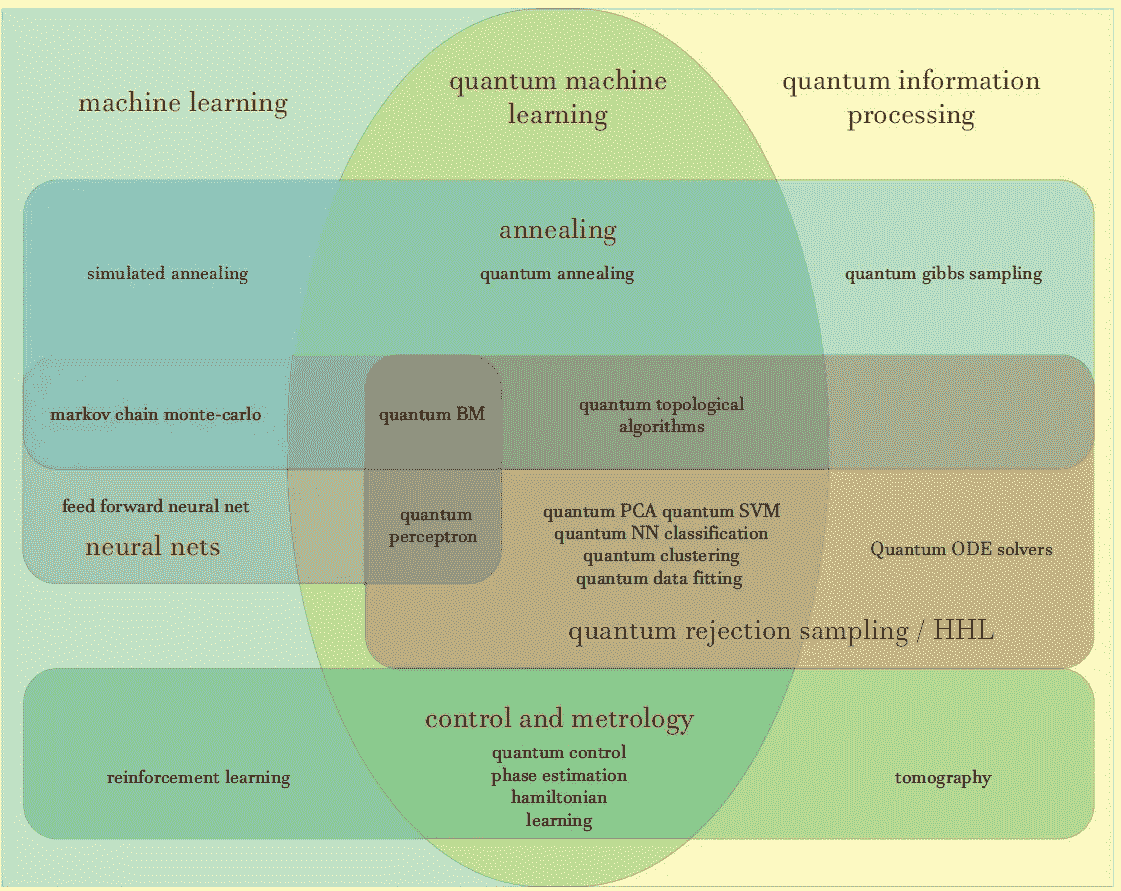 machine learning
quantum machine
learning
quantum information
processing
annealing
simulated annealing
quantum annealing
quantum gibbs sampling
markov chain monte-carlo
quantum BM
quantum topological
algorithms
feed forward neural net
neural nets
quantum
perceptron
quantum PCA quantum SVM
quantum NN classification
quantum clustering
quantum data fitting
Quantum ODE solvers
quantum rejection sampling / HHL
control and metrology
quantum control
phase estimation
hamiltonian
learning
reinforcement learning
tomography